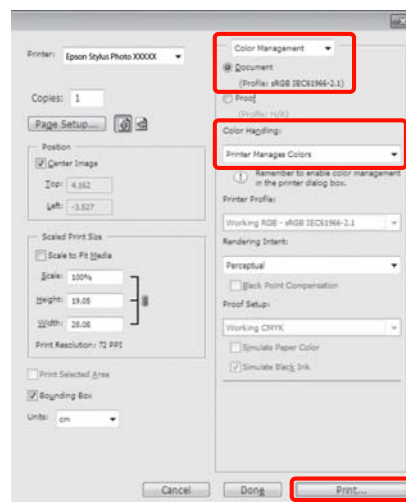 Printer: Epson Stylus Photo XXXXX
Copies: 1
Page Setup...
Position
Center Image
Top: 4.162
Left: -3.527
Scaled Print Size
Scale to Fit Media
Scale: 100%
Height: 19.05
Width: 28.08
Print Resolution: 72 PPI
Print Selected Area
Bounding Box
Units: cm
Color Management
Document
(Profile: sRGB IEC61966-2.1)
Proof
(Profile: N/A)
Color Handling:
Printer Manages Colors
Remember to enable color management
in the printer dialog box.
Printer Profile:
Working RGB - sRGB IEC61966-2.1
Rendering Intent:
Perceptual
Black Point Compensation
Proof Setup:
Working CMYK
Simulate Paper Color
Simulate Black Ink
Cancel
Done
Print...